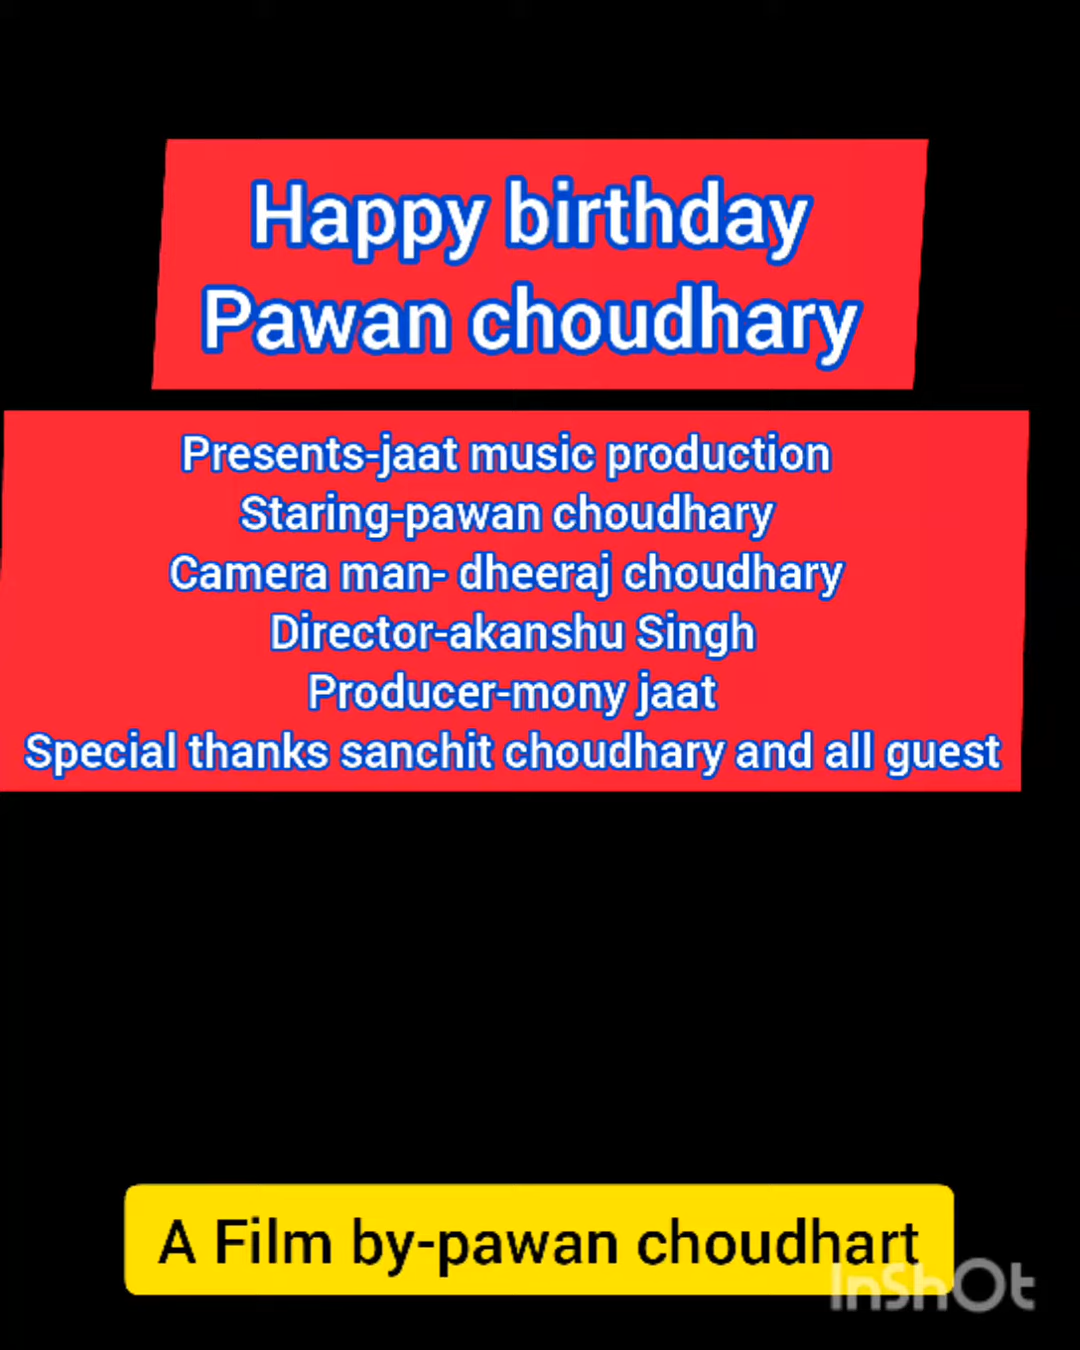 Happy birthday
Pawan choudhary
Presents-jaat music production
Staring-pawan choudhary
Camera man- dheeraj choudhary
Director-akanshu Singh
Producer-mony jaat
Special thanks sanchit choudhary and all guest
A Film by-pawan choudhart
InShOt